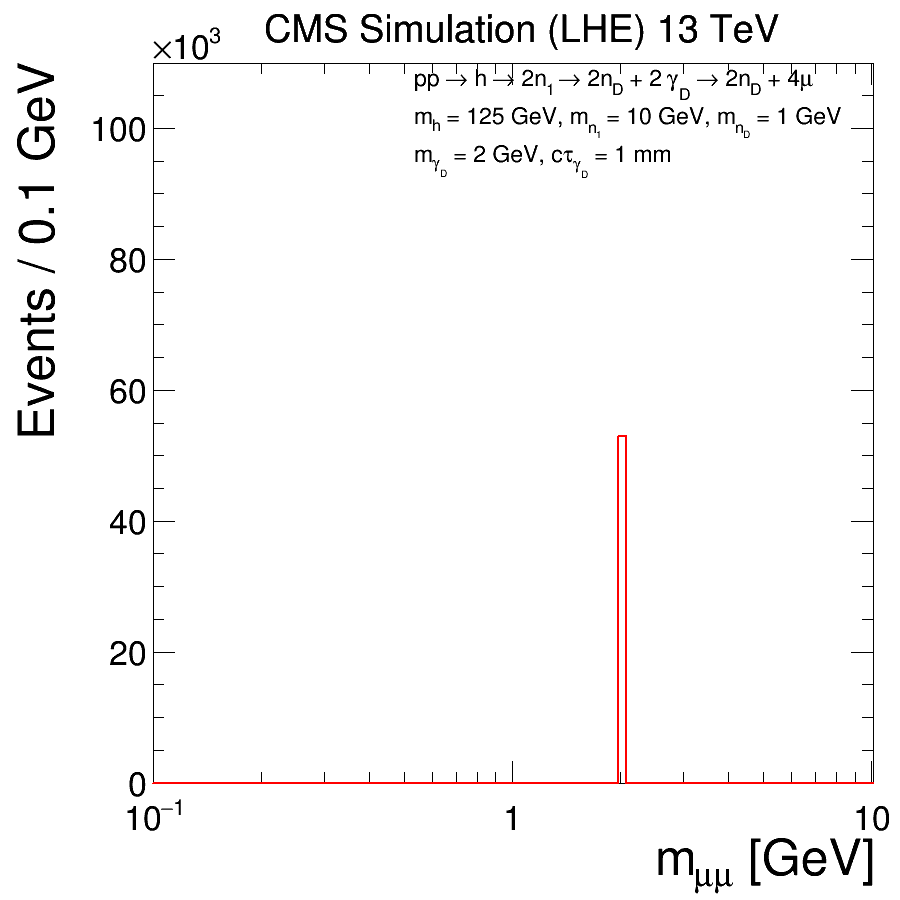 CMS Simulation (LHE) 13 TeV
×10³
pp → h → 2n₁ → 2n_D + 2 γ_D → 2n_D + 4μ
m_h = 125 GeV, m_n₁ = 10 GeV, m_n_D = 1 GeV
m_γ_D = 2 GeV, cτ_γ_D = 1 mm
Events / 0.1 GeV
100
80
60
40
20
0
10⁻¹ 1 10
m_μμ [GeV]